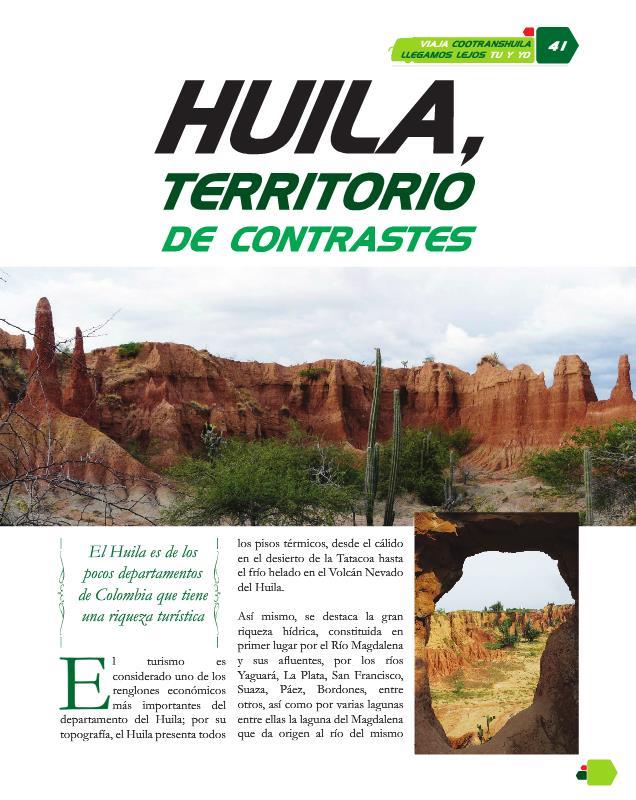 VIAJA COOTRANSHUILA
LLEGAMOS LEJOS TU Y YO
41
HUILA,
TERRITORIO
DE CONTRASTES
El Huila es de los
pocos departamentos
de Colombia que tiene
una riqueza turística
El turismo es
considerado uno de los
renglones económicos
más importantes del
departamento del Huila; por su
topografía, el Huila presenta todos
los pisos térmicos, desde el cálido
en el desierto de la Tatacoa hasta
el frío helado en el Volcán Nevado
del Huila.
Así mismo, se destaca la gran
riqueza hídrica, constituida en
primer lugar por el Río Magdalena
y sus afluentes, por los ríos
Yaguará, La Plata, San Francisco,
Suaza, Páez, Bordones, entre
otros, así como por varias lagunas
entre ellas la laguna del Magdalena
que da origen al río del mismo